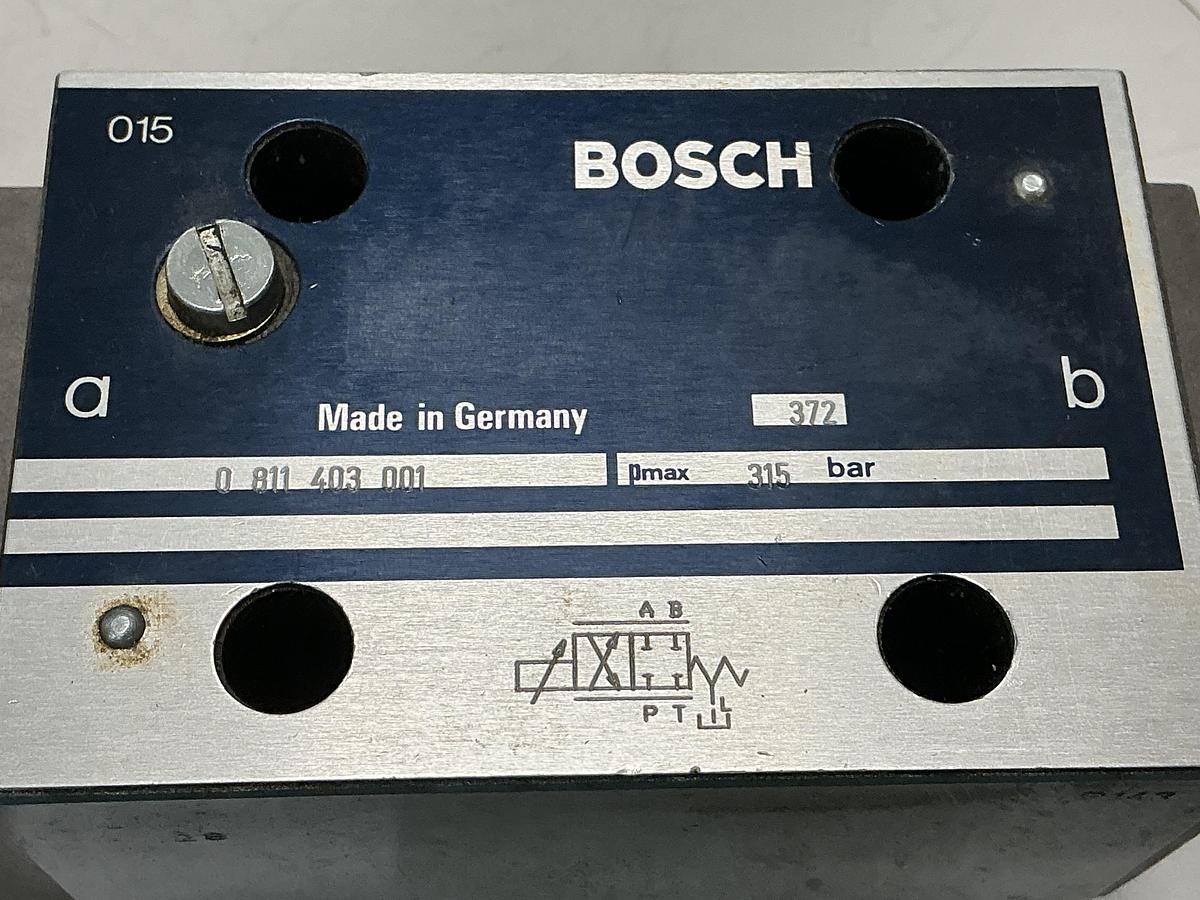 015
BOSCH
a
b
Made in Germany
372
0 811 403 001
pmax 315 bar
A B
P T L